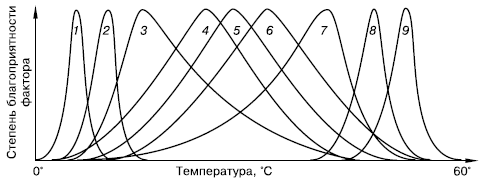 Степень благоприятности
фактора
1 2 3 4 5 6 7 8 9
0° Температура, °С 60°